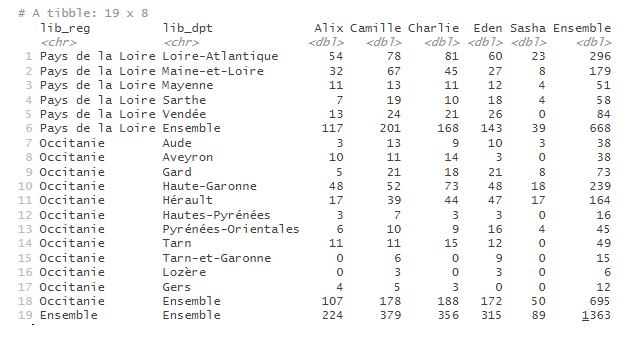 # A tibble: 19 x 8
lib_reg lib_dpt Alix Camille Charlie Eden Sasha Ensemble
<chr> <chr> <dbl> <dbl> <dbl> <dbl> <dbl> <dbl>
1 Pays de la Loire Loire-Atlantique 54 78 81 60 23 296
2 Pays de la Loire Maine-et-Loire 32 67 45 27 8 179
3 Pays de la Loire Mayenne 11 13 11 12 4 51
4 Pays de la Loire Sarthe 7 19 10 18 4 58
5 Pays de la Loire Vendée 13 24 21 26 0 84
6 Pays de la Loire Ensemble 117 201 168 143 39 668
7 Occitanie Aude 3 13 9 10 3 38
8 Occitanie Aveyron 10 11 14 3 0 38
9 Occitanie Gard 5 21 18 21 8 73
10 Occitanie Haute-Garonne 48 52 73 48 18 239
11 Occitanie Hérault 17 39 44 47 17 164
12 Occitanie Hautes-Pyrénées 3 7 3 3 0 16
13 Occitanie Pyrénées-Orientales 6 10 9 16 4 45
14 Occitanie Tarn 11 11 15 12 0 49
15 Occitanie Tarn-et-Garonne 0 6 0 9 0 15
16 Occitanie Lozère 0 3 0 3 0 6
17 Occitanie Gers 4 5 3 0 0 12
18 Occitanie Ensemble 107 178 188 172 50 695
19 Ensemble Ensemble 224 379 356 315 89 1363